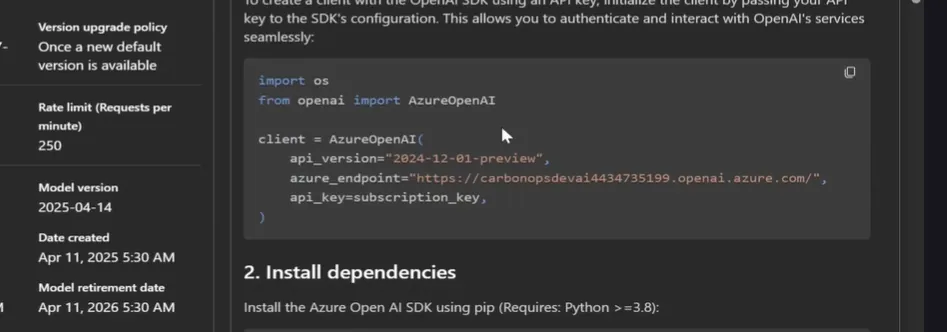 Version upgrade policy
Once a new default
version is available
Rate limit (Requests per
minute)
250
Model version
2025-04-14
Date created
Apr 11, 2025 5:30 AM
Model retirement date
Apr 11, 2026 5:30 AM
To create a client with the OpenAI SDK using an API key, initialize the client by passing your API
key to the SDK's configuration. This allows you to authenticate and interact with OpenAI's services
seamlessly:
import os
from openai import AzureOpenAI
client = AzureOpenAI(
    api_version="2024-12-01-preview",
    azure_endpoint="https://carbonopsdevai4434735199.openai.azure.com/",
    api_key=subscription_key,
)
2. Install dependencies
Install the Azure Open AI SDK using pip (Requires: Python >=3.8):